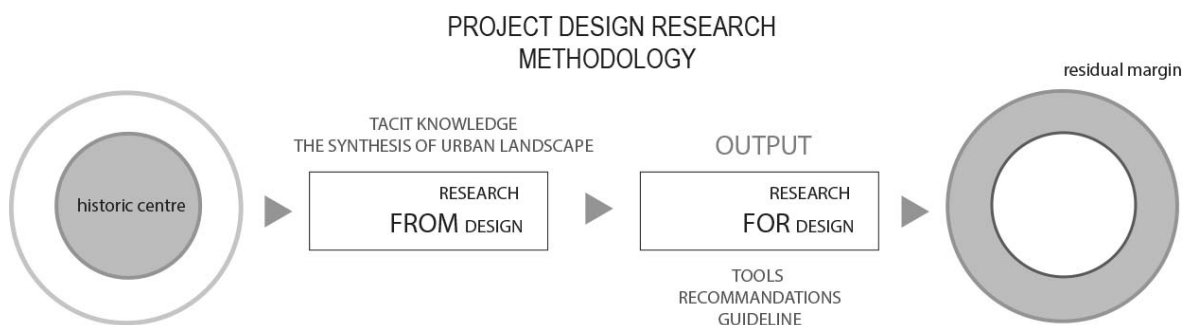 PROJECT DESIGN RESEARCH
METHODOLOGY
historic centre
TACIT KNOWLEDGE
THE SYNTHESIS OF URBAN LANDSCAPE
RESEARCH
FROM DESIGN
OUTPUT
RESEARCH
FOR DESIGN
TOOLS
RECOMMANDATIONS
GUIDELINE
residual margin